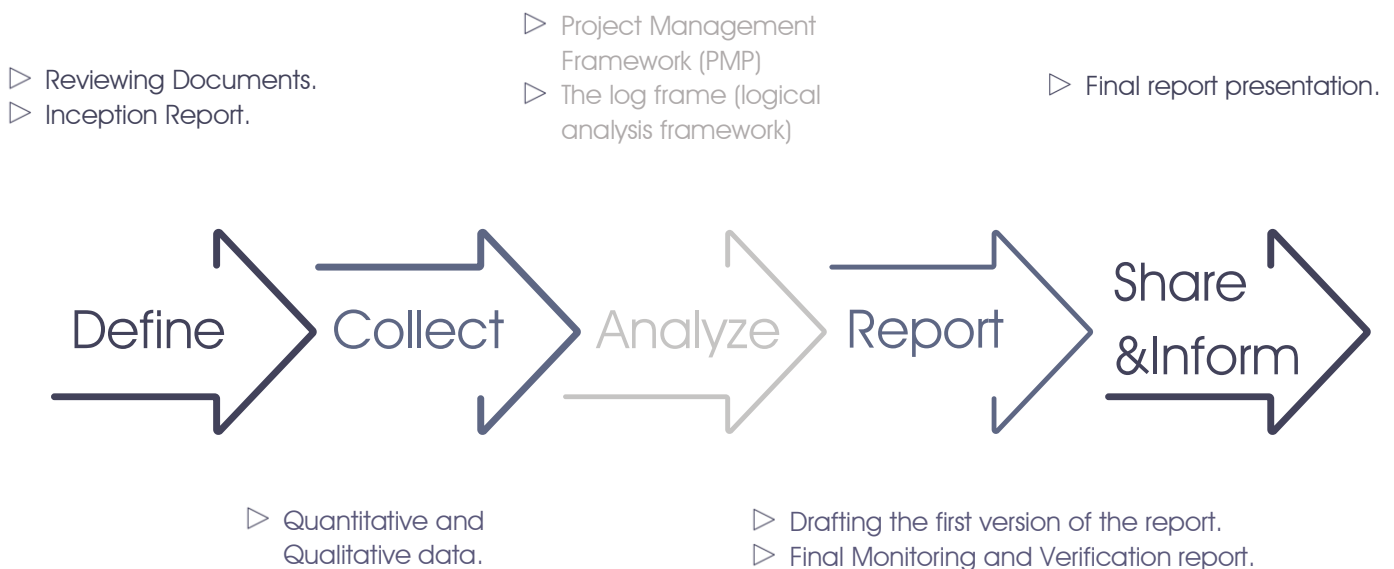 Project Management
Framework (PMP)
The log frame (logical
analysis framework)
Reviewing Documents.
Inception Report.
Final report presentation.
Define
Collect
Analyze
Report
Share
&Inform
Quantitative and
Qualitative data.
Drafting the first version of the report.
Final Monitoring and Verification report.